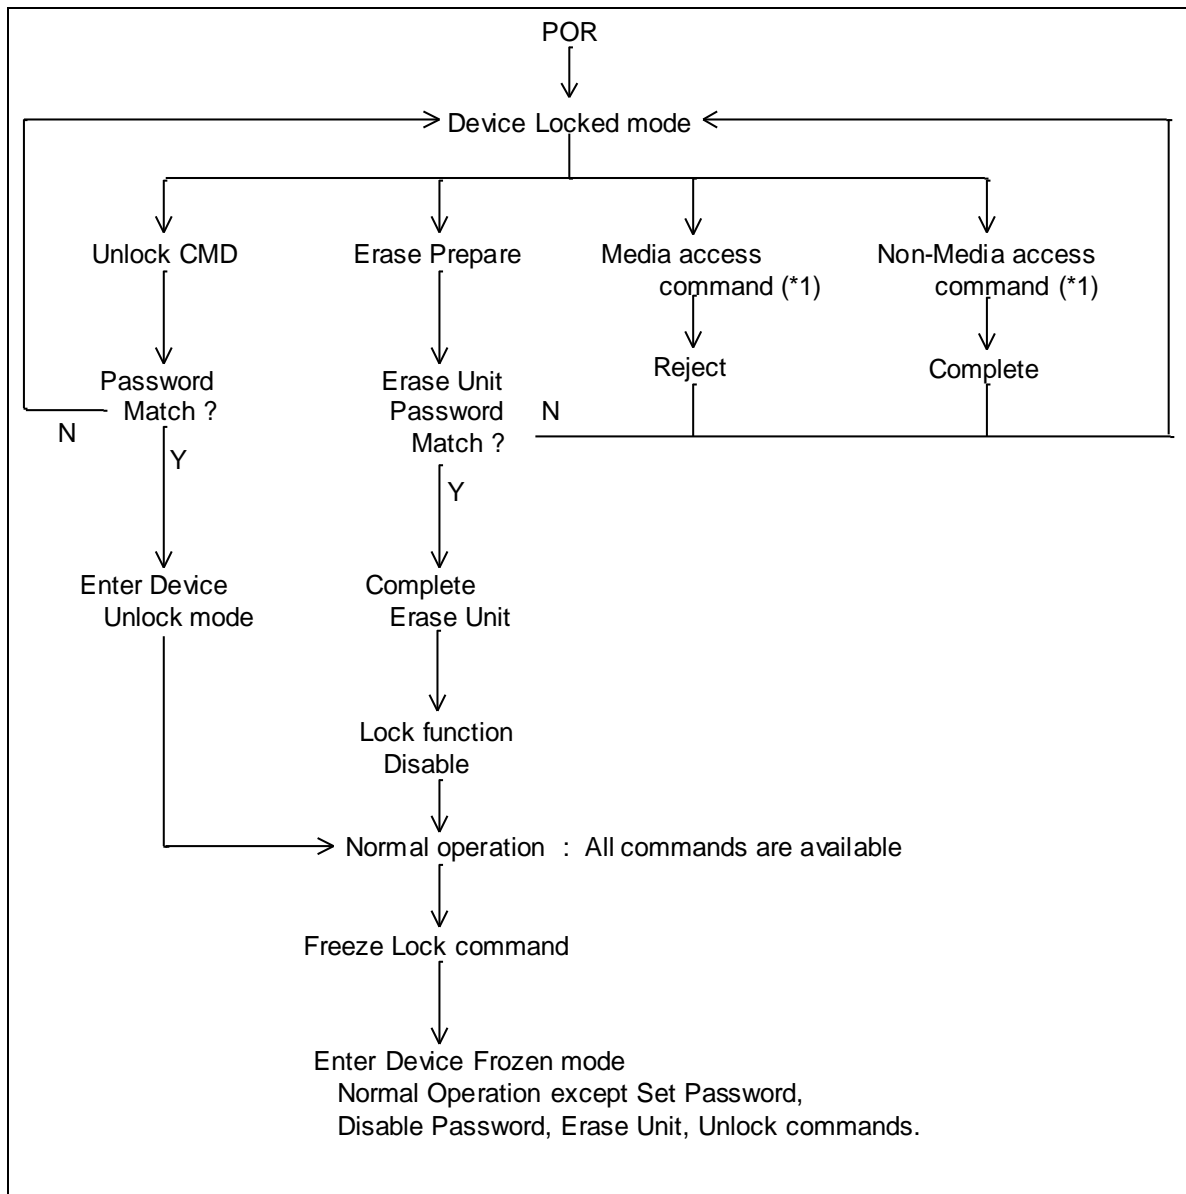 POR
Device Locked mode
Unlock CMD
Erase Prepare
Media access
command (*1)
Non-Media access
command (*1)
Password
Match ?
N
Y
Erase Unit
Password
Match ?
N
Y
Reject
Complete
Enter Device
Unlock mode
Complete
Erase Unit
Lock function
Disable
Normal operation : All commands are available
Freeze Lock command
Enter Device Frozen mode
Normal Operation except Set Password,
Disable Password, Erase Unit, Unlock commands.